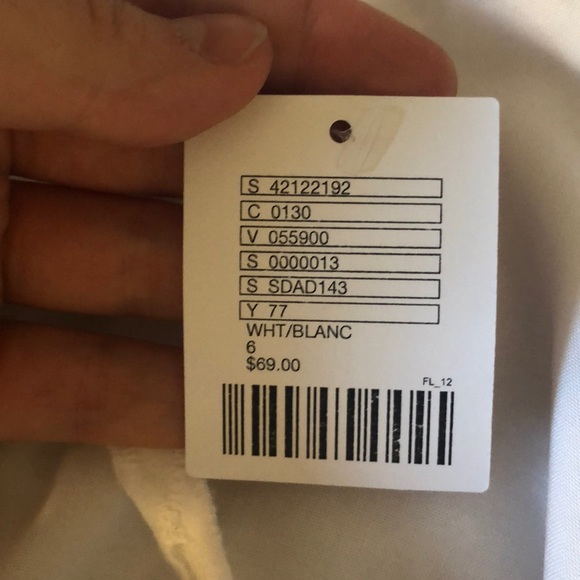 S 42122192
C 0130
V 055900
S 0000013
S SDAD143
Y 77
WHT/BLANC
6
$69.00
FL_12